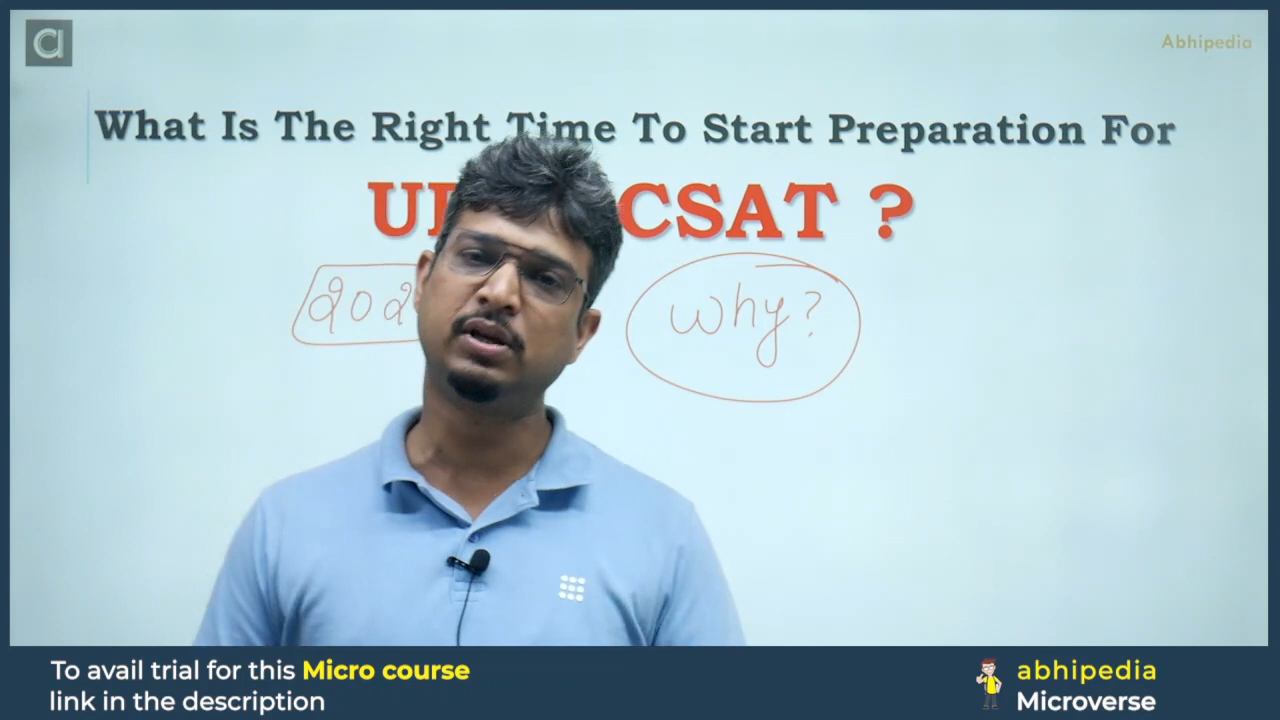 Abhipedia
What Is The Right Time To Start Preparation For
CSAT ?
why?
To avail trial for this Micro course
link in the description
abhipedia
Microverse